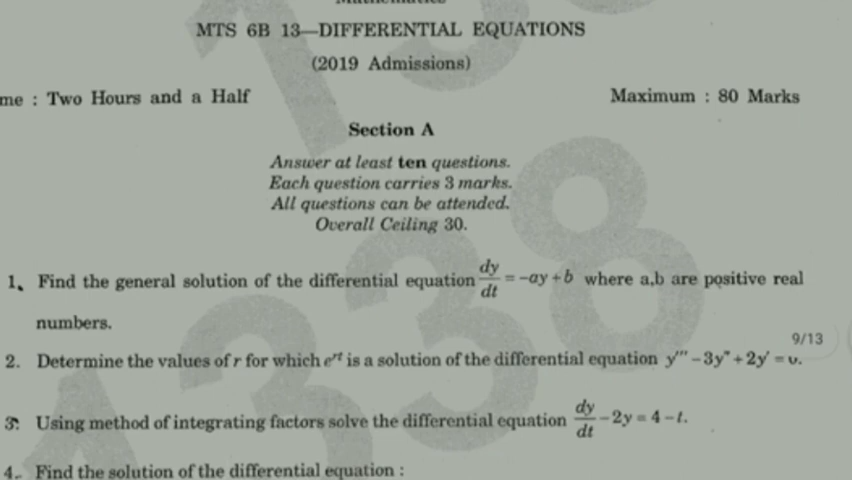 Mathematics
MTS 6B 13—DIFFERENTIAL EQUATIONS
(2019 Admissions)
me : Two Hours and a Half Maximum : 80 Marks
Section A
Answer at least ten questions.
Each question carries 3 marks.
All questions can be attended.
Overall Ceiling 30.
1. Find the general solution of the differential equation dy/dt = -ay + b where a,b are positive real
numbers.
9/13
2. Determine the values of r for which e^rt is a solution of the differential equation y''' - 3y'' + 2y' = 0.
3. Using method of integrating factors solve the differential equation dy/dt - 2y = 4 - t.
4. Find the solution of the differential equation :